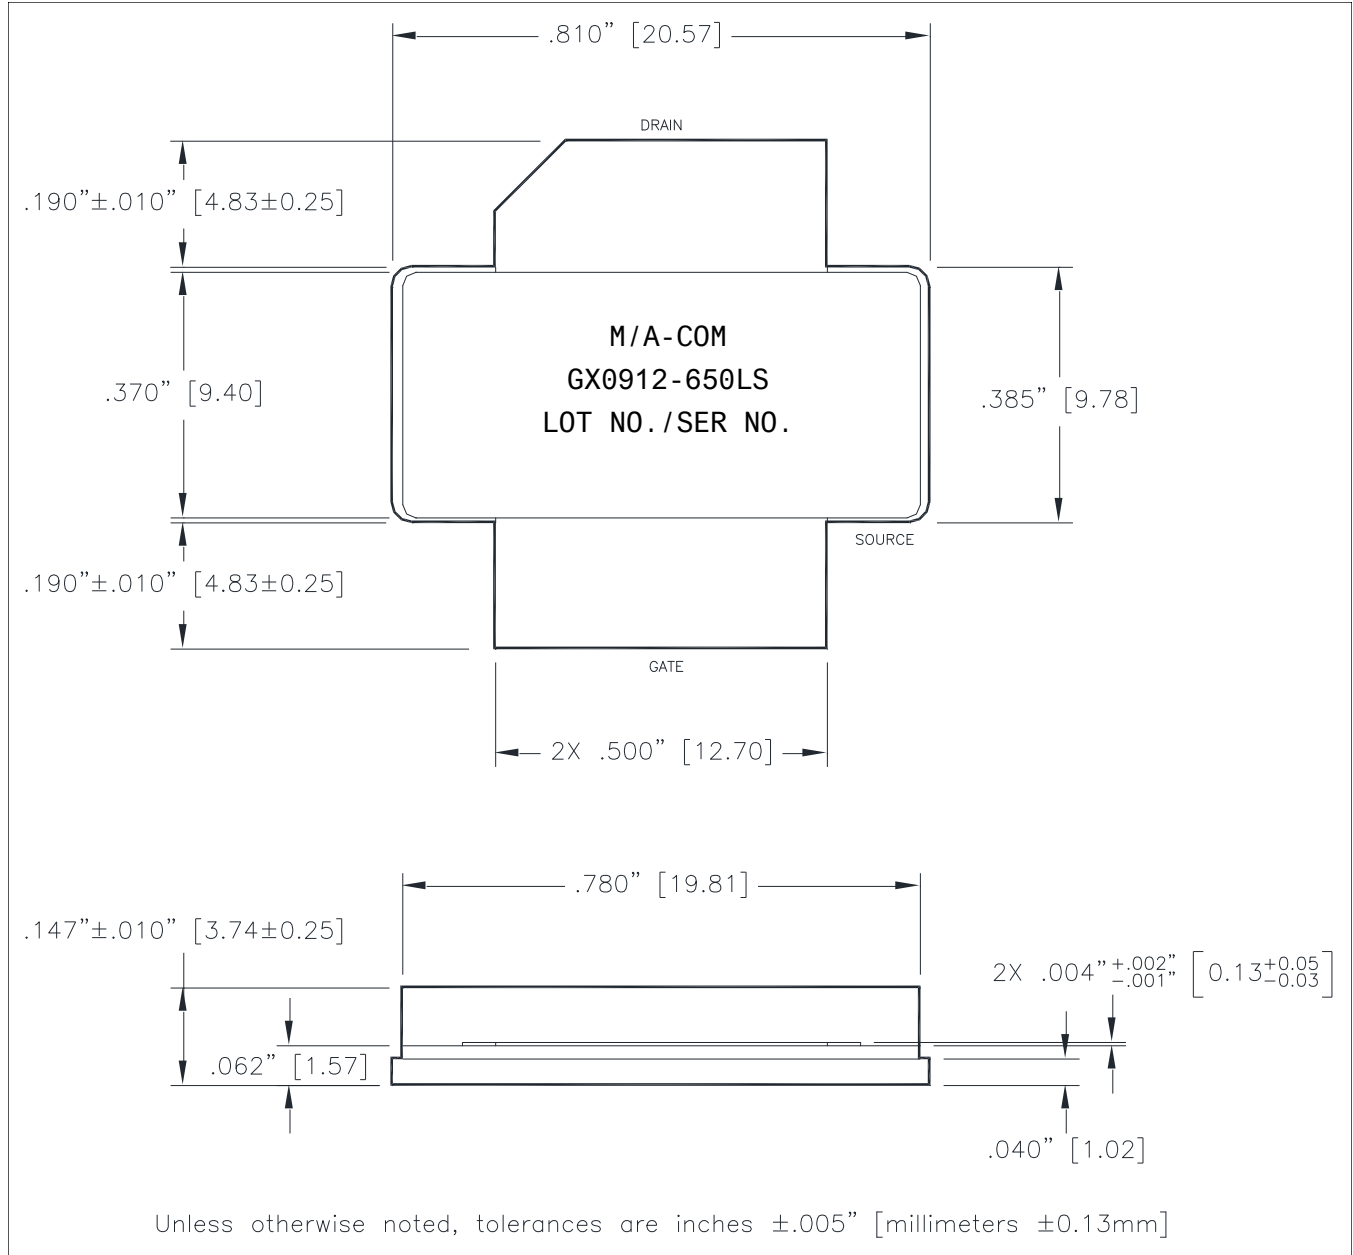 .810” [20.57]
DRAIN
.190”±.010” [4.83±0.25]
M/A-COM
GX0912-650LS
LOT NO./SER NO.
.370” [9.40]
.385” [9.78]
SOURCE
.190”±.010” [4.83±0.25]
GATE
2X .500” [12.70]
.780” [19.81]
.147”±.010” [3.74±0.25]
2X .004” +.002” -.001” [0.13 +0.05 -0.03]
.062” [1.57]
.040” [1.02]
Unless otherwise noted, tolerances are inches ±.005” [millimeters ±0.13mm]